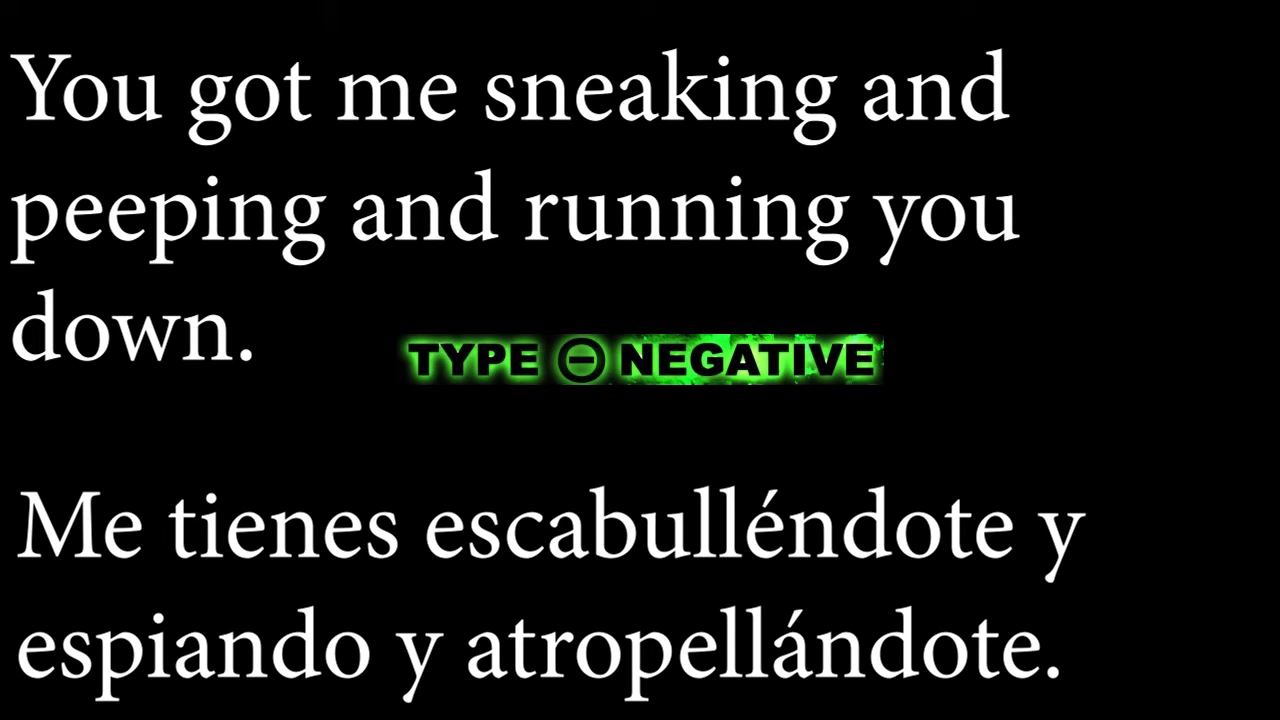 You got me sneaking and
peeping and running you
down.
TYPE O NEGATIVE
Me tienes escabulléndote y
espiando y atropellándote.